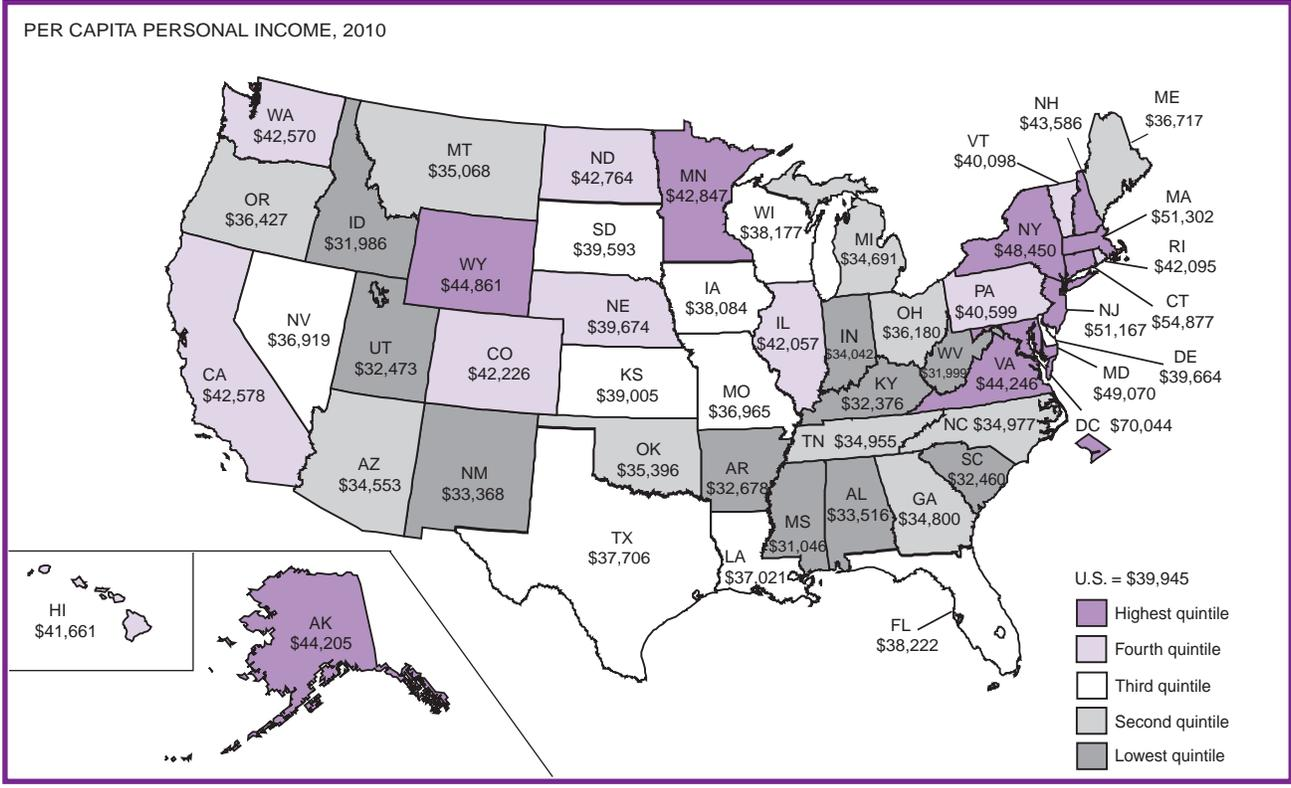 PER CAPITA PERSONAL INCOME, 2010
WA
$42,570
OR
$36,427
CA
$42,578
ID
$31,986
NV
$36,919
MT
$35,068
WY
$44,861
UT
$32,473
CO
$42,226
AZ
$34,553
NM
$33,368
ND
$42,764
SD
$39,593
NE
$39,674
KS
$39,005
OK
$35,396
TX
$37,706
MN
$42,847
IA
$38,084
MO
$36,965
AR
$32,678
LA
$37,021
WI
$38,177
IL
$42,057
MI
$34,691
IN
$34,042
OH
$36,180
KY
$32,376
TN $34,955
MS
$31,046
AL
$33,516
GA
$34,800
FL
$38,222
SC
$32,460
NC $34,977
WV
$31,999
VA
$44,246
PA
$40,599
NY
$48,450
VT
$40,098
NH
$43,586
ME
$36,717
MA
$51,302
RI
$42,095
CT
$54,877
NJ
$51,167
DE
$39,664
MD
$49,070
DC $70,044
HI
$41,661
AK
$44,205
U.S. = $39,945
Highest quintile
Fourth quintile
Third quintile
Second quintile
Lowest quintile